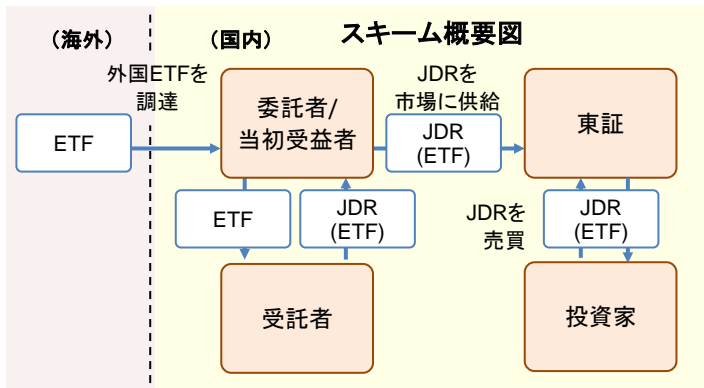 スキーム概要図
（海外）
（国内）
外国ETFを
調達
ETF
委託者/
当初受益者
JDRを
市場に供給
JDR
(ETF)
東証
ETF
JDR
(ETF)
JDRを
売買
JDR
(ETF)
受託者
投資家